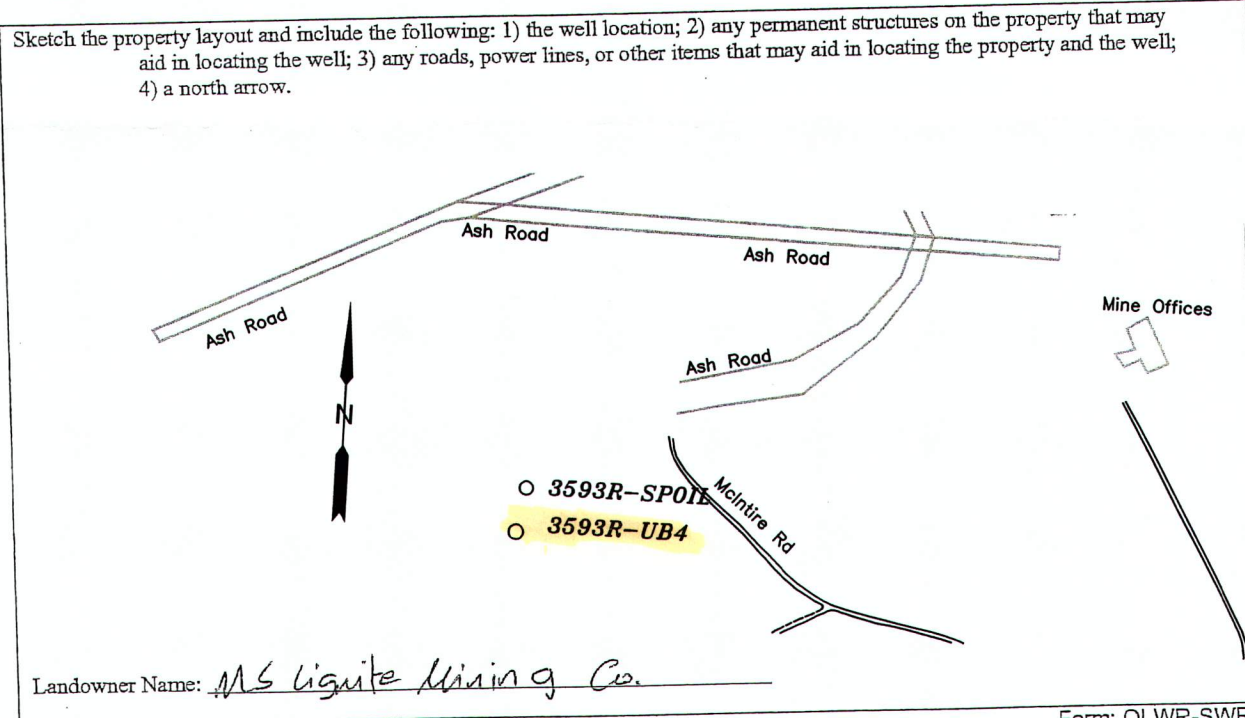 Sketch the property layout and include the following: 1) the well location; 2) any permanent structures on the property that may
aid in locating the well; 3) any roads, power lines, or other items that may aid in locating the property and the well;
4) a north arrow.
Ash Road
Ash Road
Mine Offices
Ash Road
Ash Road
N
3593R-SPOIL
McIntire Rd
3593R-UB4
Landowner Name: MS Lignite Mining Co.
Form: OLWR-SWR